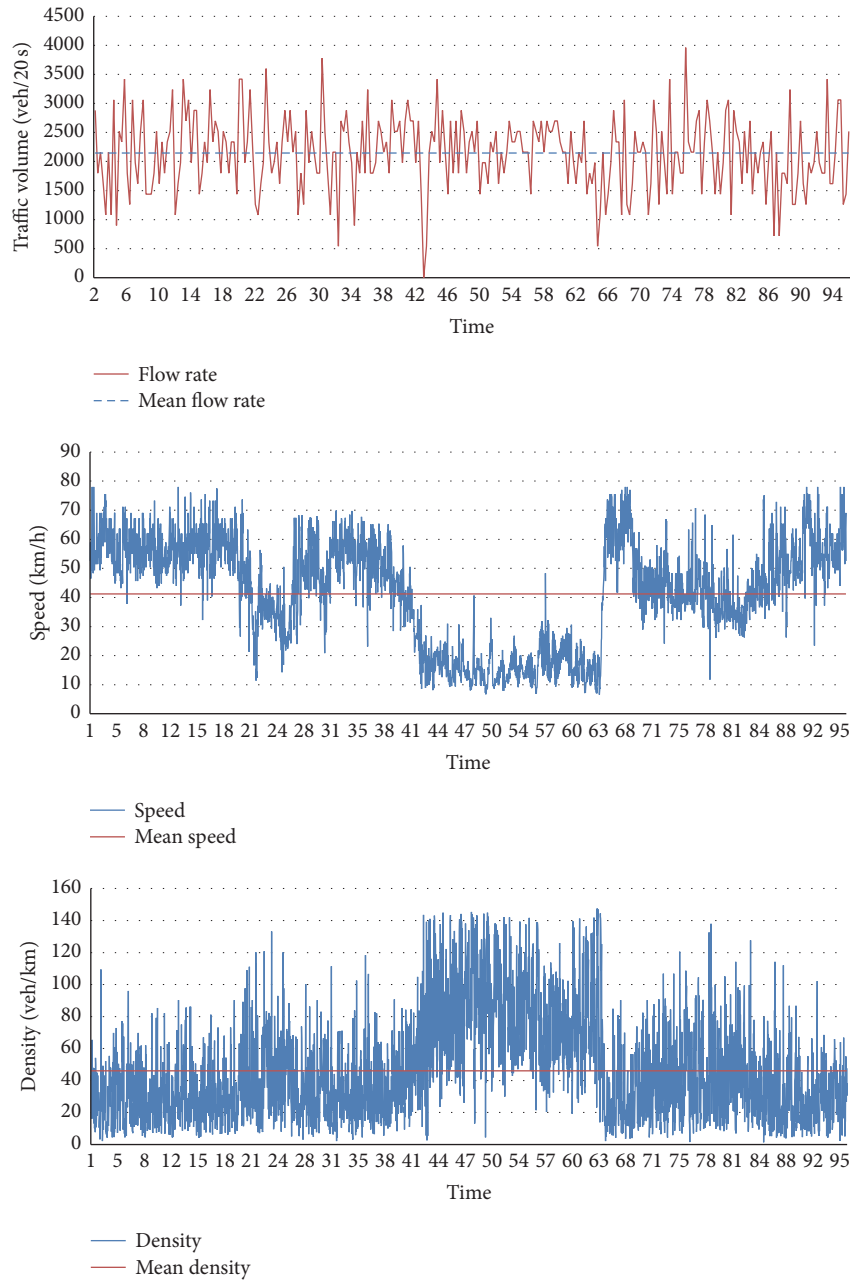 Traffic volume (veh/20 s)
4500
4000
3500
3000
2500
2000
1500
1000
500
0
2 6 10 14 18 22 26 30 34 38 42 46 50 54 58 62 66 70 74 78 82 86 90 94
Time
Flow rate
Mean flow rate
Speed (km/h)
90
80
70
60
50
40
30
20
10
0
1 5 8 12 15 18 21 24 28 31 35 38 41 44 47 50 54 57 60 63 68 71 75 78 81 84 88 92 95
Time
Speed
Mean speed
Density (veh/km)
160
140
120
100
80
60
40
20
0
1 5 8 12 15 18 21 24 28 31 35 38 41 44 47 50 54 57 60 63 68 71 75 78 81 84 88 92 95
Time
Density
Mean density